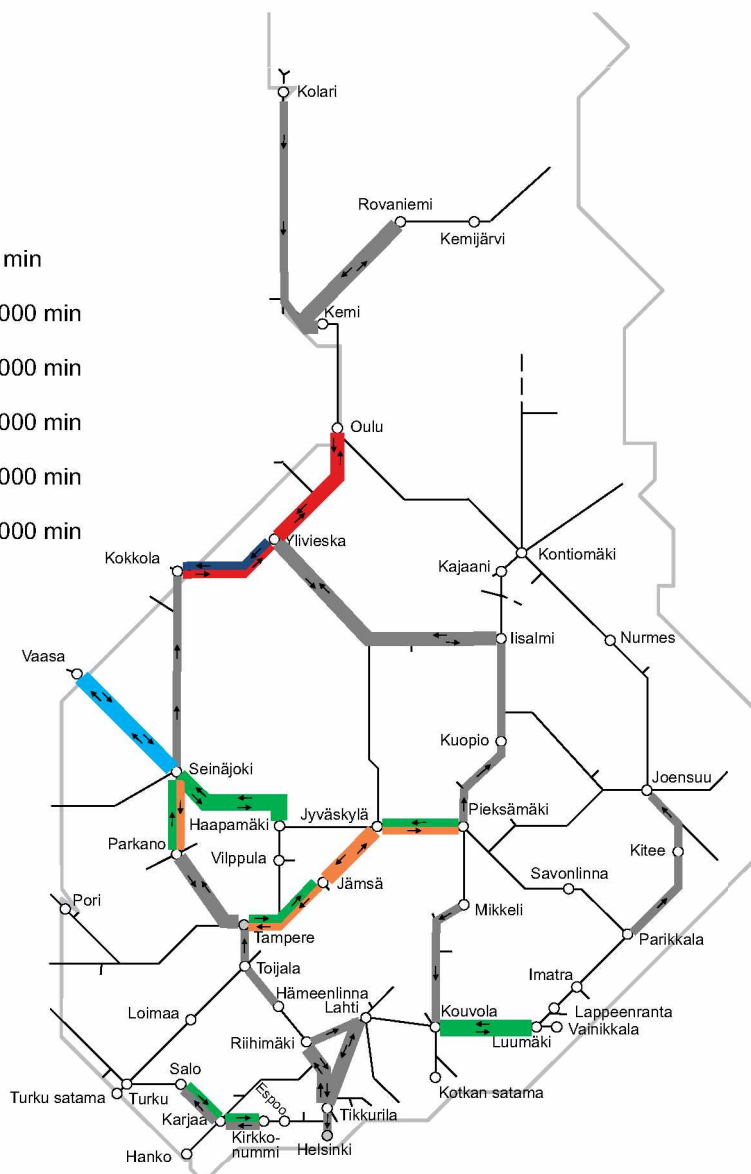 Kolari
Rovaniemi
Kemijärvi
min
000 min
Kemi
000 min
000 min
Oulu
000 min
000 min
Ylivieska
Kokkola
Kajaani
Kontiomäki
Iisalmi
Nurmes
Vaasa
Kuopio
Seinäjoki
Joensuu
Haapamäki
Jyväskylä
Pieksämäki
Parkano
Vilppula
Kitee
Jämsä
Savonlinna
Pori
Mikkeli
Tampere
Parikkala
Toijala
Imatra
Hämeenlinna
Lahti
Loimaa
Kouvola
Lappeenranta
Luumäki
Vainikkala
Riihimäki
Salo
Turku satama
Turku
Karjaa
Espoo
Kotkan satama
Tikkurila
Kirkko-
nummi
Helsinki
Hanko